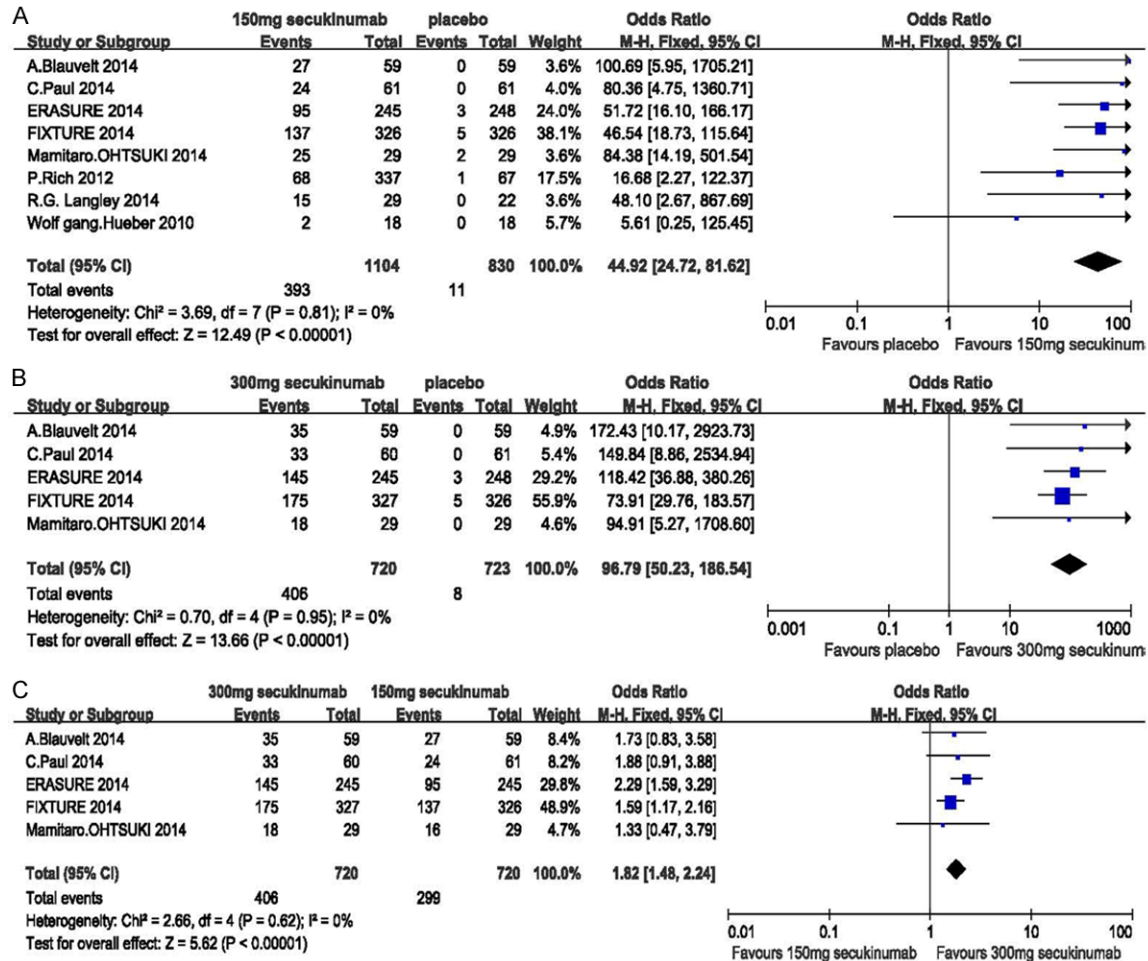 A
150mg secukinumab placebo Odds Ratio Odds Ratio
Study or Subgroup Events Total Events Total Weight M-H, Fixed, 95% CI M-H, Fixed, 95% CI
A.Blauvelt 2014 27 59 0 59 3.6% 100.69 [5.95, 1705.21]
C.Paul 2014 24 61 0 61 4.0% 80.36 [4.75, 1360.71]
ERASURE 2014 95 245 3 248 24.0% 51.72 [16.10, 166.17]
FIXTURE 2014 137 326 5 326 38.1% 46.54 [18.73, 115.64]
Mamitaro.OHTSUKI 2014 25 29 2 29 3.6% 84.38 [14.19, 501.54]
P.Rich 2012 68 337 1 67 17.5% 16.68 [2.27, 122.37]
R.G. Langley 2014 15 29 0 22 3.6% 48.10 [2.67, 867.69]
Wolf gang.Hueber 2010 2 18 0 18 5.7% 5.61 [0.25, 125.45]
Total (95% CI) 1104 830 100.0% 44.92 [24.72, 81.62]
Total events 393 11
Heterogeneity: Chi² = 3.69, df = 7 (P = 0.81); I² = 0%
Test for overall effect: Z = 12.49 (P < 0.00001)
0.01 0.1 1 10 100
Favours placebo Favours 150mg secukinum
B
300mg secukinumab placebo Odds Ratio Odds Ratio
Study or Subgroup Events Total Events Total Weight M-H, Fixed, 95% CI M-H, Fixed, 95% CI
A.Blauvelt 2014 35 59 0 59 4.9% 172.43 [10.17, 2923.73]
C.Paul 2014 33 60 0 61 5.4% 149.84 [8.86, 2534.94]
ERASURE 2014 145 245 3 248 29.2% 118.42 [36.88, 380.26]
FIXTURE 2014 175 327 5 326 55.9% 73.91 [29.76, 183.57]
Mamitaro.OHTSUKI 2014 18 29 0 29 4.6% 94.91 [5.27, 1708.60]
Total (95% CI) 720 723 100.0% 96.79 [50.23, 186.54]
Total events 406 8
Heterogeneity: Chi² = 0.70, df = 4 (P = 0.95); I² = 0%
Test for overall effect: Z = 13.66 (P < 0.00001)
0.001 0.1 1 10 1000
Favours placebo Favours 300mg secukinum
C
300mg secukinumab 150mg secukinumab Odds Ratio Odds Ratio
Study or Subgroup Events Total Events Total Weight M-H, Fixed, 95% CI M-H, Fixed, 95% CI
A.Blauvelt 2014 35 59 27 59 8.4% 1.73 [0.83, 3.58]
C.Paul 2014 33 60 24 61 8.2% 1.88 [0.91, 3.88]
ERASURE 2014 145 245 95 245 29.8% 2.29 [1.59, 3.29]
FIXTURE 2014 175 327 137 326 48.9% 1.59 [1.17, 2.16]
Mamitaro.OHTSUKI 2014 18 29 16 29 4.7% 1.33 [0.47, 3.79]
Total (95% CI) 720 720 100.0% 1.82 [1.48, 2.24]
Total events 406 299
Heterogeneity: Chi² = 2.66, df = 4 (P = 0.62); I² = 0%
Test for overall effect: Z = 5.62 (P < 0.00001)
0.01 0.1 1 10 100
Favours 150mg secukinumab Favours 300mg secukinumab